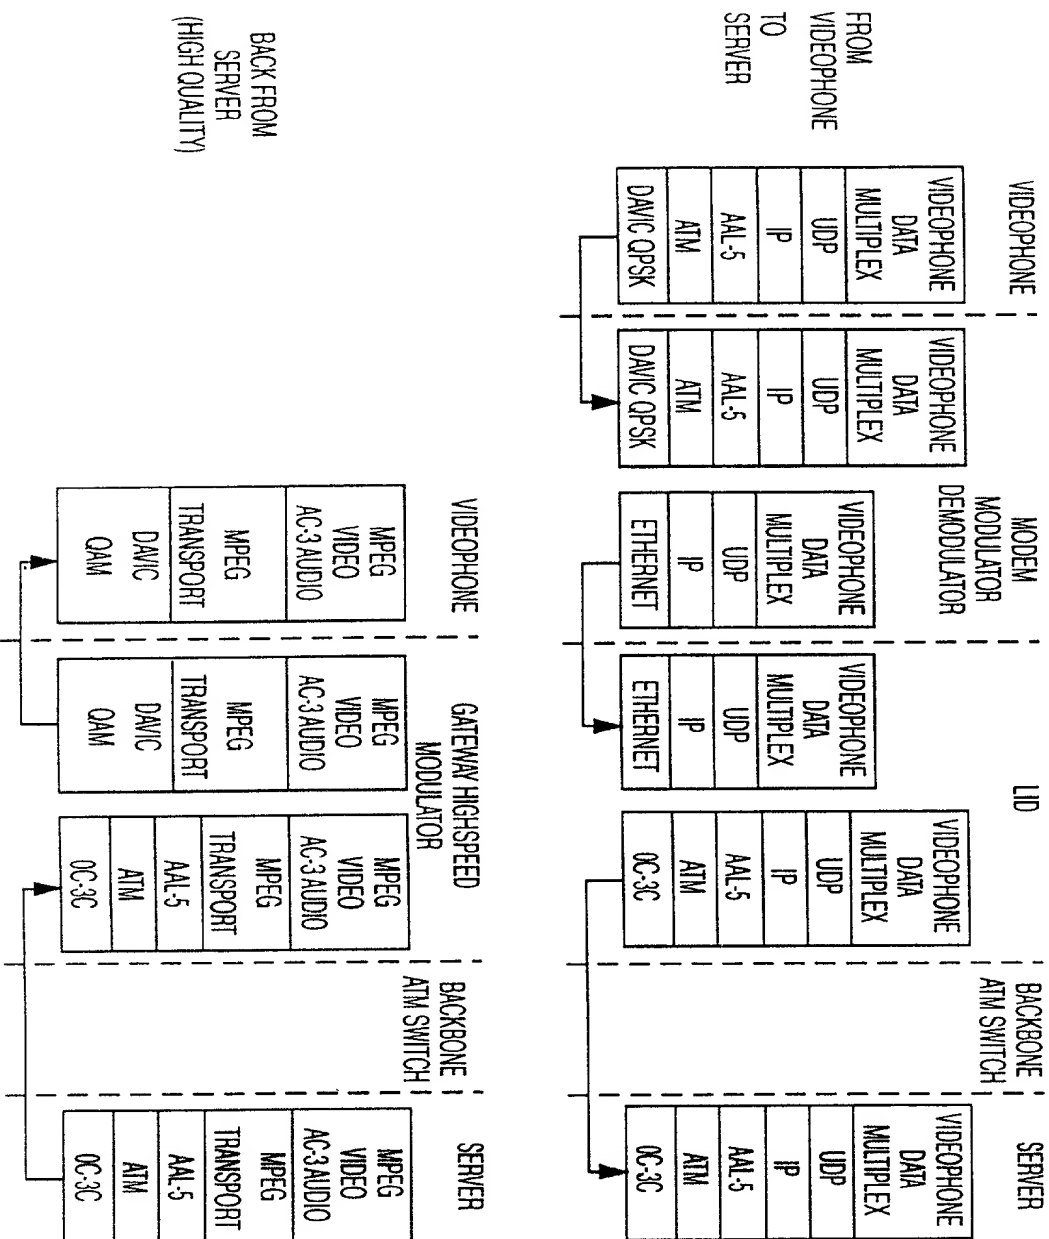 VIDEOPHONE
MODEM
MODULATOR
DEMODULATOR
LID
BACKBONE
ATM SWITCH
SERVER
FROM
VIDEOPHONE
TO
SERVER
VIDEOPHONE
DATA
MULTIPLEX
UDP
IP
AAL-5
ATM
DAVIC QPSK
VIDEOPHONE
DATA
MULTIPLEX
UDP
IP
AAL-5
ATM
DAVIC QPSK
VIDEOPHONE
DATA
MULTIPLEX
UDP
IP
ETHERNET
VIDEOPHONE
DATA
MULTIPLEX
UDP
IP
ETHERNET
VIDEOPHONE
DATA
MULTIPLEX
UDP
IP
AAL-5
ATM
OC-3C
VIDEOPHONE
DATA
MULTIPLEX
UDP
IP
AAL-5
ATM
OC-3C
VIDEOPHONE
GATEWAY HIGHSPEED
MODULATOR
BACKBONE
ATM SWITCH
SERVER
BACK FROM
SERVER
(HIGH QUALITY)
MPEG
VIDEO
AC-3 AUDIO
MPEG
TRANSPORT
DAVIC
QAM
MPEG
VIDEO
AC-3 AUDIO
MPEG
TRANSPORT
DAVIC
QAM
MPEG
VIDEO
AC-3 AUDIO
MPEG
TRANSPORT
AAL-5
ATM
OC-3C
MPEG
VIDEO
AC-3 AUDIO
MPEG
TRANSPORT
AAL-5
ATM
OC-3C